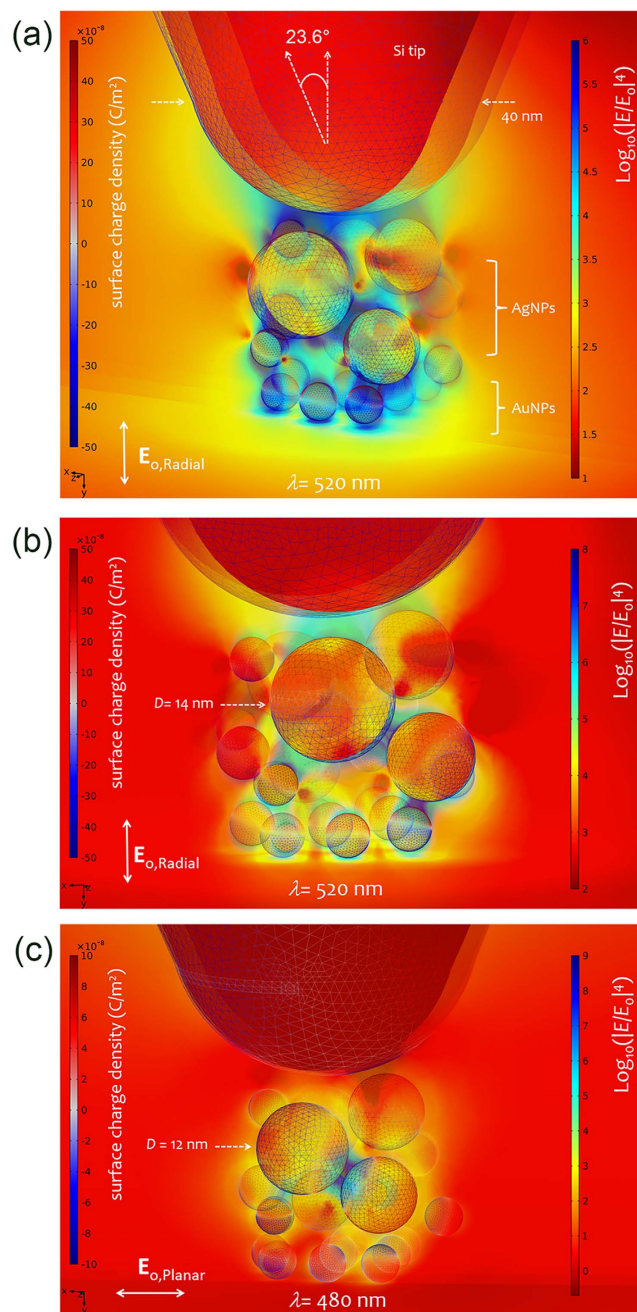 (a)
×10⁻⁸
50
40
30
20
10
0
-10
-20
-30
-40
-50
surface charge density (C/m²)
23.6°
Si tip
40 nm
6
5.5
5
4.5
4
3.5
3
2.5
2
1.5
1
Log₁₀(|E/E₀|⁴)
AgNPs
AuNPs
E₀,Radial
x
z
y
λ= 520 nm
(b)
×10⁻⁸
50
40
30
20
10
0
-10
-20
-30
-40
-50
surface charge density (C/m²)
D= 14 nm
8
7
6
5
4
3
2
Log₁₀(|E/E₀|⁴)
E₀,Radial
x
z
y
λ= 520 nm
(c)
×10⁻⁸
10
8
6
4
2
0
-2
-4
-6
-8
-10
surface charge density (C/m²)
D = 12 nm
9
8
7
6
5
4
3
2
1
0
Log₁₀(|E/E₀|⁴)
E₀,Planar
x
z
y
λ= 480 nm